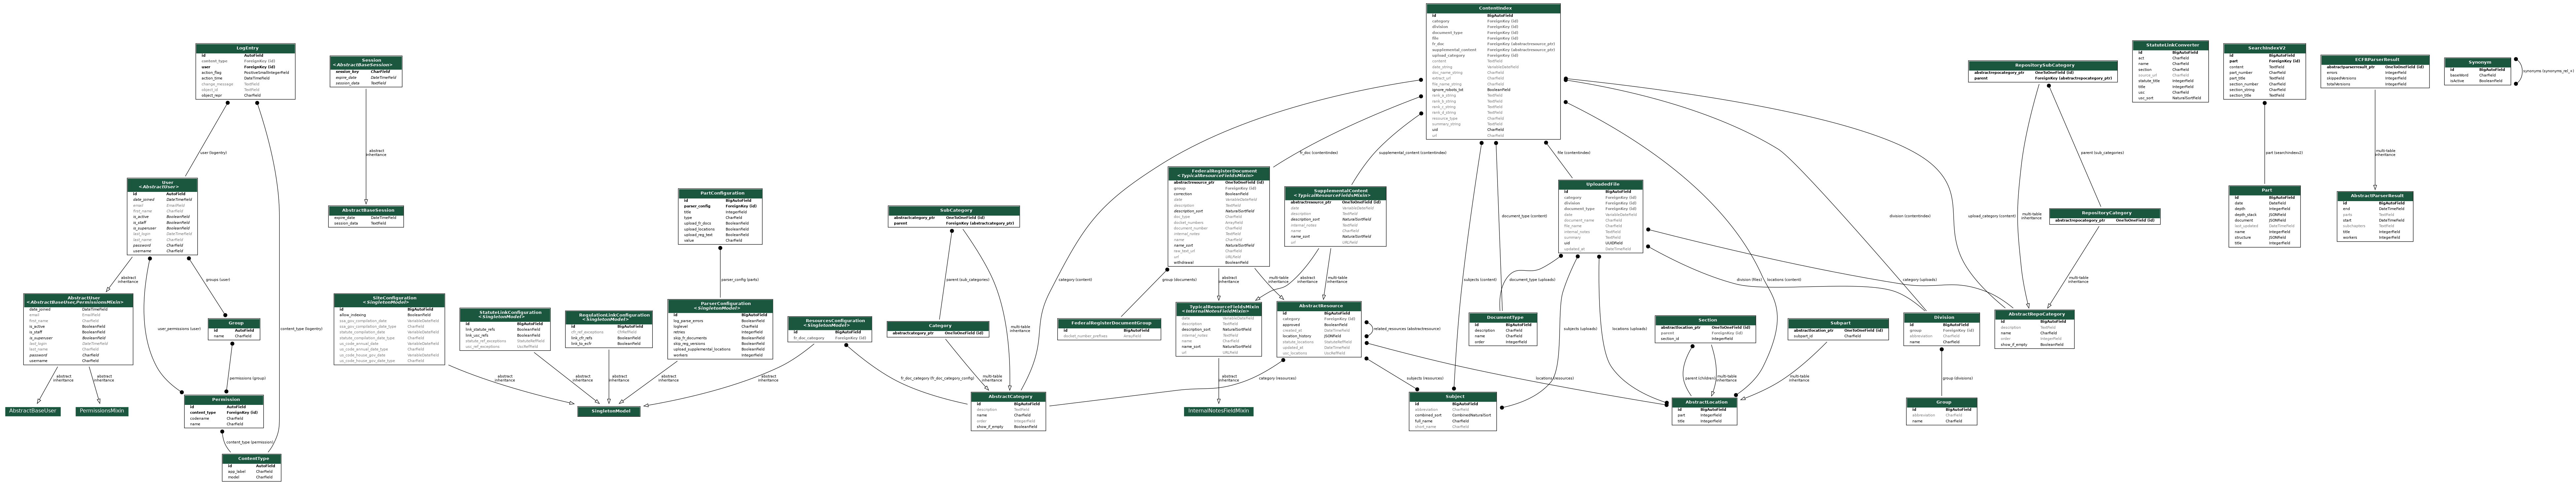 ContentIndex
id BigAutoField
category ForeignKey (id)
division ForeignKey (id)
document_type ForeignKey (id)
file ForeignKey (id)
fr_doc ForeignKey (abstractresource_ptr)
supplemental_content ForeignKey (abstractresource_ptr)
upload_category ForeignKey (id)
content TextField
date_string VariableDateField
doc_name_string CharField
extract_url CharField
file_name_string CharField
ignore_robots_txt BooleanField
rank_a_string TextField
rank_b_string TextField
rank_c_string TextField
rank_d_string TextField
resource_type CharField
summary_string TextField
uid CharField
url CharField
LogEntry
id AutoField
content_type ForeignKey (id)
user ForeignKey (id)
action_flag PositiveSmallIntegerField
action_time DateTimeField
change_message TextField
object_id TextField
object_repr CharField
Session
<AbstractBaseSession>
session_key CharField
expire_date DateTimeField
session_data TextField
RepositorySubCategory
abstractrepocategory_ptr OneToOneField (id)
parent ForeignKey (abstractrepocategory_ptr)
StatuteLinkConverter
id BigAutoField
act CharField
name CharField
section CharField
source_url CharField
statute_title IntegerField
title IntegerField
usc CharField
usc_sort NaturalSortField
SearchIndexV2
id BigAutoField
part ForeignKey (id)
content TextField
part_number CharField
part_title TextField
section_number CharField
section_string CharField
section_title TextField
ECFRParserResult
abstractparserresult_ptr OneToOneField (id)
errors IntegerField
skippedVersions IntegerField
totalVersions IntegerField
Synonym
id BigAutoField
baseWord CharField
isActive BooleanField
synonyms (synonyms_rel_+)
user (logentry)
abstract
inheritance
fr_doc (contentindex)
supplemental_content (contentindex)
file (contentindex)
parent (sub_categories)
part (searchindexv2)
multi-table
inheritance
User
<AbstractUser>
id AutoField
date_joined DateTimeField
email EmailField
first_name CharField
is_active BooleanField
is_staff BooleanField
is_superuser BooleanField
last_login DateTimeField
last_name CharField
password CharField
username CharField
AbstractBaseSession
expire_date DateTimeField
session_data TextField
PartConfiguration
id BigAutoField
parser_config ForeignKey (id)
title IntegerField
type CharField
upload_fr_docs BooleanField
upload_locations BooleanField
upload_reg_text BooleanField
value CharField
SubCategory
abstractcategory_ptr OneToOneField (id)
parent ForeignKey (abstractcategory_ptr)
FederalRegisterDocument
<TypicalResourceFieldsMixin>
abstractresource_ptr OneToOneField (id)
group ForeignKey (id)
correction BooleanField
date VariableDateField
description TextField
description_sort NaturalSortField
doc_type CharField
docket_numbers ArrayField
document_number CharField
internal_notes TextField
name CharField
name_sort NaturalSortField
raw_text_url URLField
url URLField
withdrawal BooleanField
SupplementalContent
<TypicalResourceFieldsMixin>
abstractresource_ptr OneToOneField (id)
date VariableDateField
description TextField
description_sort NaturalSortField
internal_notes TextField
name CharField
name_sort NaturalSortField
url URLField
UploadedFile
id BigAutoField
category ForeignKey (id)
division ForeignKey (id)
document_type ForeignKey (id)
date VariableDateField
document_name CharField
file_name CharField
internal_notes TextField
summary TextField
uid UUIDField
updated_at DateTimeField
document_type (content)
division (contentindex)
upload_category (content)
multi-table
inheritance
RepositoryCategory
abstractrepocategory_ptr OneToOneField (id)
Part
id BigAutoField
date DateField
depth IntegerField
depth_stack JSONField
document JSONField
last_updated DateTimeField
name IntegerField
structure JSONField
title IntegerField
AbstractParserResult
id BigAutoField
end DateTimeField
parts TextField
start DateTimeField
subchapters TextField
title IntegerField
workers IntegerField
abstract
inheritance
groups (user)
parser_config (parts)
parent (sub_categories)
category (content)
group (documents)
abstract
inheritance
multi-table
inheritance
abstract
inheritance
multi-table
inheritance
subjects (content)
document_type (uploads)
division (files)
locations (content)
category (uploads)
multi-table
inheritance
AbstractUser
<AbstractBaseUser,PermissionsMixin>
date_joined DateTimeField
email EmailField
first_name CharField
is_active BooleanField
is_staff BooleanField
is_superuser BooleanField
last_login DateTimeField
last_name CharField
password CharField
username CharField
user_permissions (user)
Group
id AutoField
name CharField
content_type (logentry)
SiteConfiguration
<SingletonModel>
id BigAutoField
allow_indexing BooleanField
ssa_gov_compilation_date VariableDateField
ssa_gov_compilation_date_type CharField
statute_compilation_date VariableDateField
statute_compilation_date_type CharField
us_code_annual_date VariableDateField
us_code_annual_date_type CharField
us_code_house_gov_date VariableDateField
us_code_house_gov_date_type CharField
StatuteLinkConfiguration
<SingletonModel>
id BigAutoField
link_statute_refs BooleanField
link_usc_refs BooleanField
statute_ref_exceptions StatuteRefField
usc_ref_exceptions UscRefField
RegulationLinkConfiguration
<SingletonModel>
id BigAutoField
cfr_ref_exceptions CfrRefField
link_cfr_refs BooleanField
link_to_ecfr BooleanField
ParserConfiguration
<SingletonModel>
id BigAutoField
log_parse_errors BooleanField
loglevel CharField
retries IntegerField
skip_fr_documents BooleanField
skip_reg_versions BooleanField
upload_supplemental_locations BooleanField
workers IntegerField
ResourcesConfiguration
<SingletonModel>
id BigAutoField
fr_doc_category ForeignKey (id)
Category
abstractcategory_ptr OneToOneField (id)
multi-table
inheritance
FederalRegisterDocumentGroup
id BigAutoField
docket_number_prefixes ArrayField
TypicalResourceFieldsMixin
<InternalNotesFieldMixin>
date VariableDateField
description TextField
description_sort NaturalSortField
internal_notes TextField
name CharField
name_sort NaturalSortField
url URLField
AbstractResource
id BigAutoField
category ForeignKey (id)
approved BooleanField
created_at DateTimeField
location_history JSONField
statute_locations StatuteRefField
updated_at DateTimeField
usc_locations UscRefField
related_resources (abstractresource)
DocumentType
id BigAutoField
description TextField
name CharField
order IntegerField
subjects (uploads)
locations (uploads)
Section
abstractlocation_ptr OneToOneField (id)
parent ForeignKey (id)
section_id IntegerField
Subpart
abstractlocation_ptr OneToOneField (id)
subpart_id CharField
Division
id BigAutoField
group ForeignKey (id)
abbreviation CharField
name CharField
AbstractRepoCategory
id BigAutoField
description TextField
name CharField
order IntegerField
show_if_empty BooleanField
abstract
inheritance
abstract
inheritance
permissions (group)
abstract
inheritance
abstract
inheritance
abstract
inheritance
abstract
inheritance
abstract
inheritance
fr_doc_category (fr_doc_category_config)
multi-table
inheritance
abstract
inheritance
category (resources)
subjects (resources)
locations (resources)
parent (children)
multi-table
inheritance
multi-table
inheritance
group (divisions)
AbstractBaseUser
PermissionsMixin
Permission
id AutoField
content_type ForeignKey (id)
codename CharField
name CharField
SingletonModel
AbstractCategory
id BigAutoField
description TextField
name CharField
order IntegerField
show_if_empty BooleanField
InternalNotesFieldMixin
Subject
id BigAutoField
abbreviation CharField
combined_sort CombinedNaturalSort
full_name CharField
short_name CharField
AbstractLocation
id BigAutoField
part IntegerField
title IntegerField
Group
id BigAutoField
abbreviation CharField
name CharField
content_type (permission)
ContentType
id AutoField
app_label CharField
model CharField